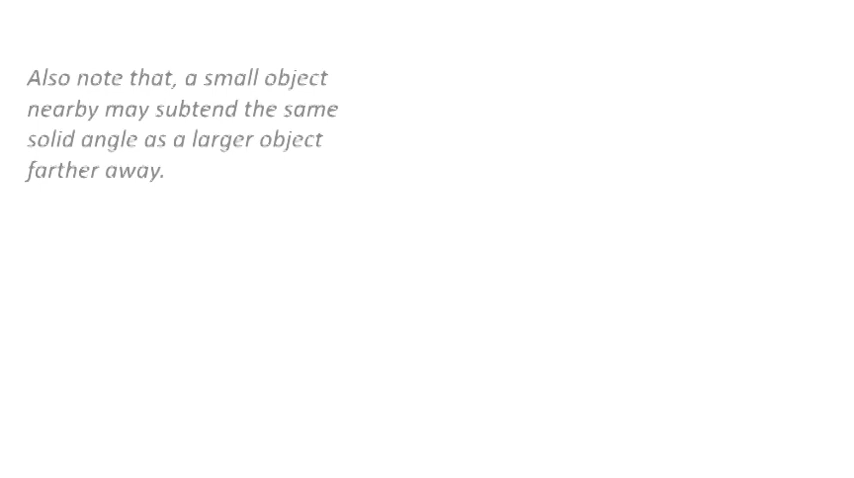 Also note that, a small object
nearby may subtend the same
solid angle as a larger object
farther away.